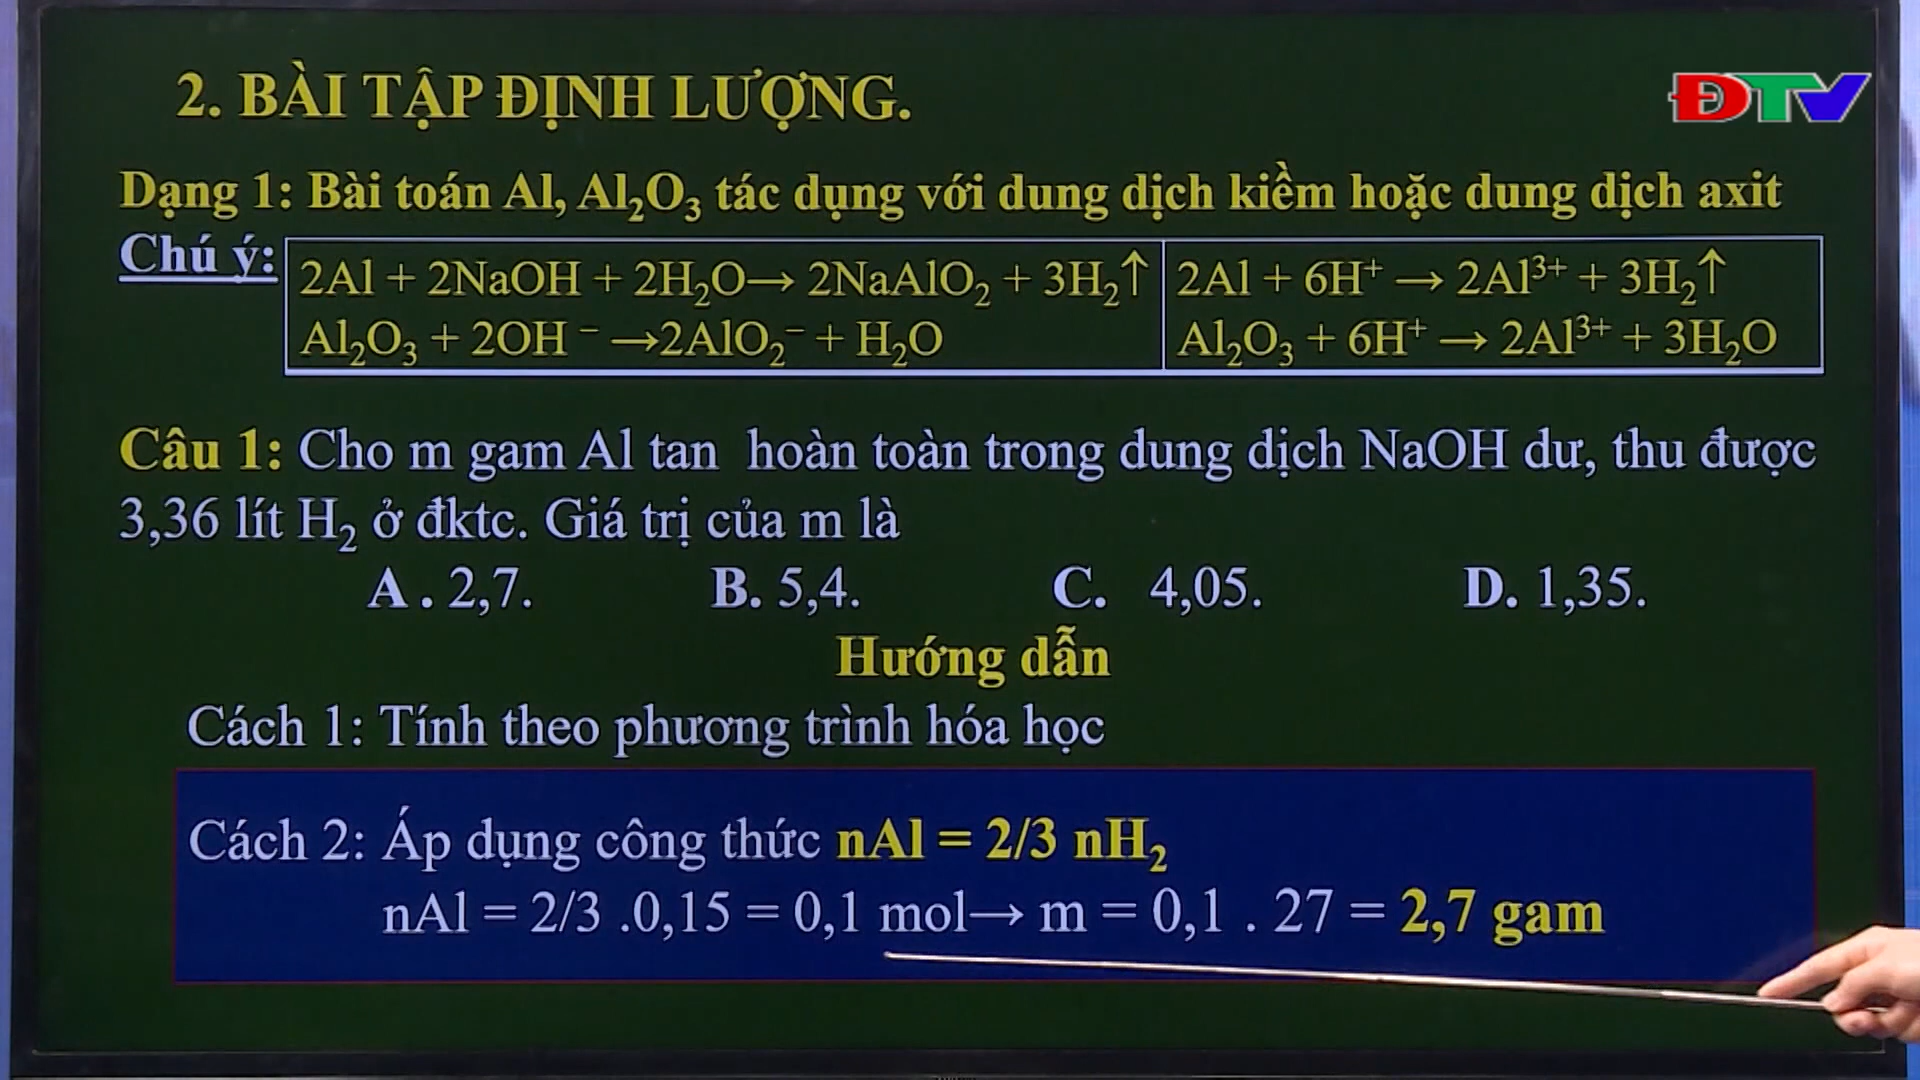 2. BÀI TẬP ĐỊNH LƯỢNG.
ĐTV
Dạng 1: Bài toán Al, Al₂O₃ tác dụng với dung dịch kiềm hoặc dung dịch axit
Chú ý:
2Al + 2NaOH + 2H₂O→ 2NaAlO₂ + 3H₂↑
Al₂O₃ + 2OH ⁻ →2AlO₂⁻ + H₂O
2Al + 6H⁺ → 2Al³⁺ + 3H₂↑
Al₂O₃ + 6H⁺ → 2Al³⁺ + 3H₂O
Câu 1: Cho m gam Al tan hoàn toàn trong dung dịch NaOH dư, thu được
3,36 lít H₂ ở đktc. Giá trị của m là
A . 2,7. B. 5,4. C. 4,05. D. 1,35.
Hướng dẫn
Cách 1: Tính theo phương trình hóa học
Cách 2: Áp dụng công thức nAl = 2/3 nH₂
nAl = 2/3 .0,15 = 0,1 mol→ m = 0,1 . 27 = 2,7 gam